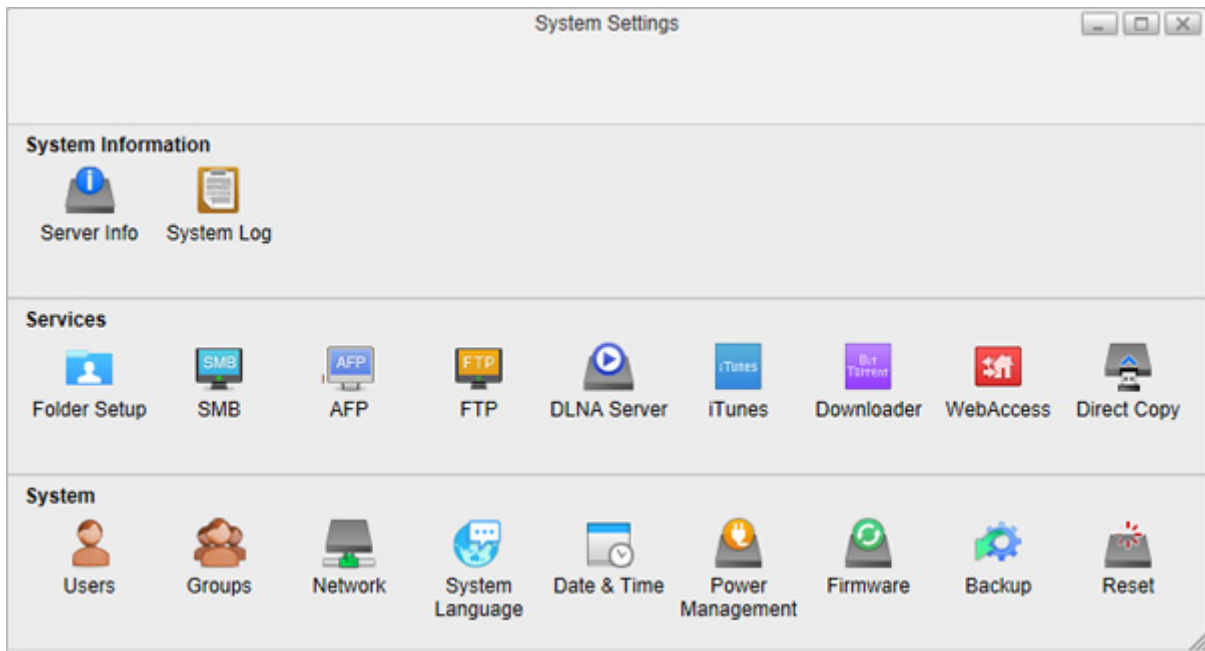 System Settings
System Information
Server Info
System Log
Services
SMB
AFP
FTP
iTunes
Bit
Torrent
Folder Setup
SMB
AFP
FTP
DLNA Server
iTunes
Downloader
WebAccess
Direct Copy
System
Users
Groups
Network
System
Language
Date & Time
Power
Management
Firmware
Backup
Reset